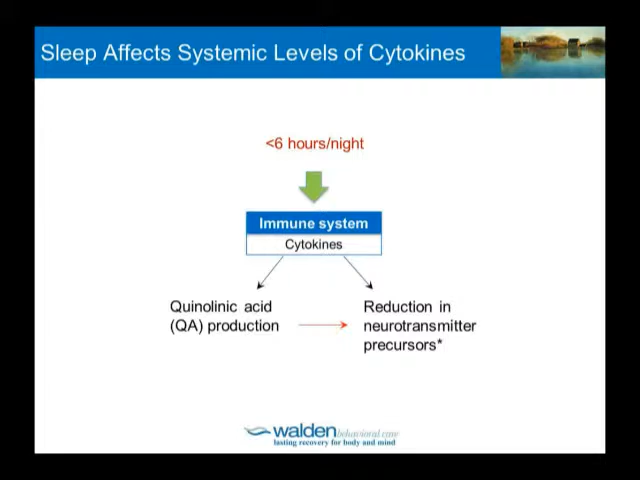 Sleep Affects Systemic Levels of Cytokines
<6 hours/night
Immune system
Cytokines
Quinolinic acid
(QA) production
Reduction in
neurotransmitter
precursors*
walden behavioral care
lasting recovery for body and mind